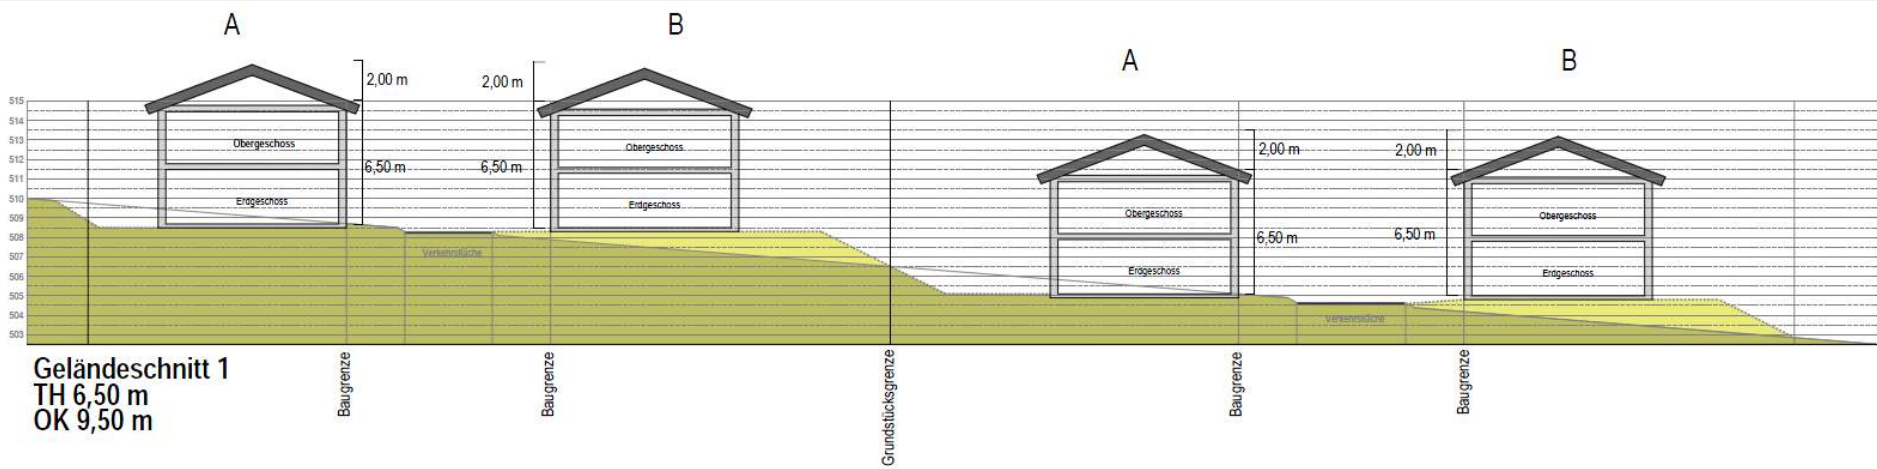 A
B
A
B
2,00 m
2,00 m
6,50 m
6,50 m
2,00 m
2,00 m
6,50 m
6,50 m
515
514
513
512
511
510
509
508
507
506
505
504
503
Obergeschoss
Erdgeschoss
Obergeschoss
Erdgeschoss
Obergeschoss
Erdgeschoss
Obergeschoss
Erdgeschoss
Verkehrsfläche
Verkehrsfläche
Baugrenze
Baugrenze
Grundstücksgrenze
Baugrenze
Baugrenze
Geländeschnitt 1
TH 6,50 m
OK 9,50 m